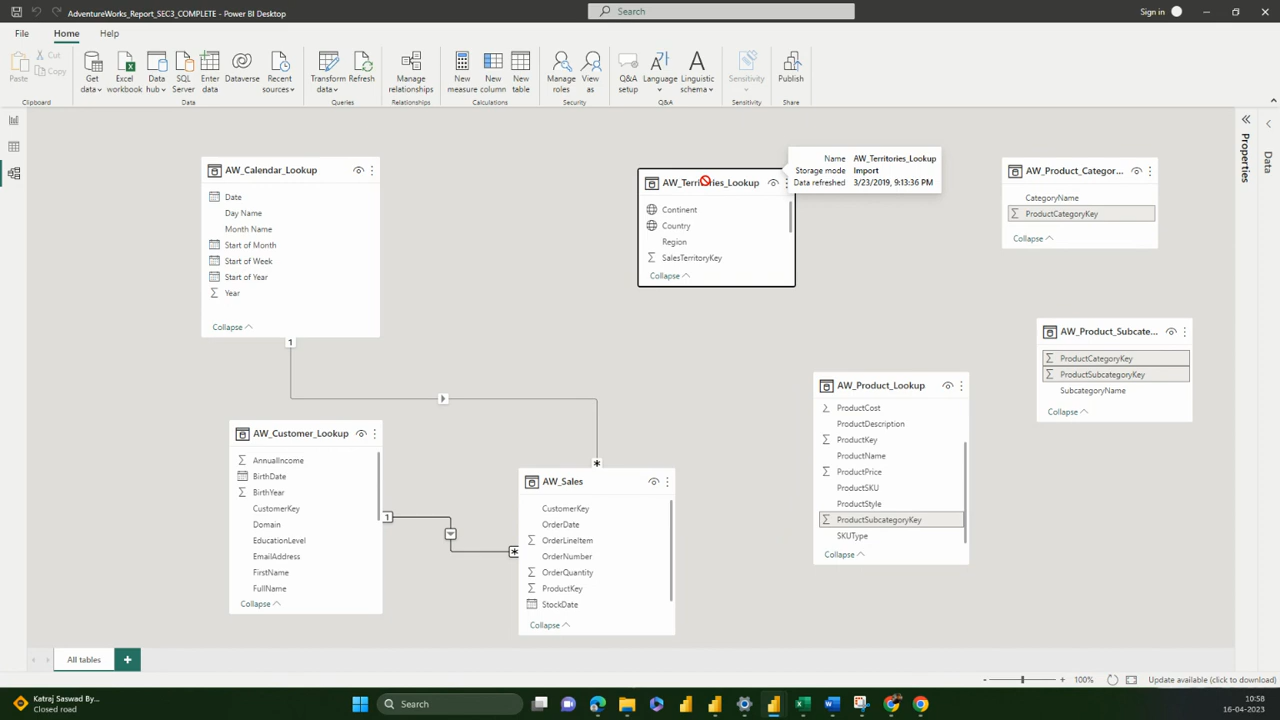 AdventureWorks_Report_SEC3_COMPLETE - Power BI Desktop
Search
Sign in
File
Home
Help
Paste
Cut
Copy
Clipboard
Get data
Excel workbook
Data hub
SQL Server
Enter data
Dataverse
Recent sources
Data
Transform data
Refresh
Queries
Manage relationships
Relationships
New measure
New column
New table
Calculations
Manage roles
View as
Security
Q&A setup
Language
Linguistic schema
Q&A
Sensitivity
Sensitivity
Publish
Share
AW_Calendar_Lookup
Date
Day Name
Month Name
Start of Month
Start of Week
Start of Year
Year
Collapse
1
*
AW_Territories_Lookup
Continent
Country
Region
SalesTerritoryKey
Collapse
Name AW_Territories_Lookup
Storage mode Import
Data refreshed 3/23/2019, 9:13:36 PM
AW_Product_Categor...
CategoryName
ProductCategoryKey
Collapse
AW_Product_Subcate...
ProductCategoryKey
ProductSubcategoryKey
SubcategoryName
Collapse
AW_Product_Lookup
ProductCost
ProductDescription
ProductKey
ProductName
ProductPrice
ProductSKU
ProductStyle
ProductSubcategoryKey
SKUType
Collapse
AW_Customer_Lookup
AnnualIncome
BirthDate
BirthYear
CustomerKey
Domain
EducationLevel
EmailAddress
FirstName
FullName
Collapse
1
*
AW_Sales
CustomerKey
OrderDate
OrderLineItem
OrderNumber
OrderQuantity
ProductKey
StockDate
Collapse
Properties
Data
All tables
+
- + 100%
Update available (click to download)
Katraj Saswad By...
Closed road
Search
10:58
16-04-2023